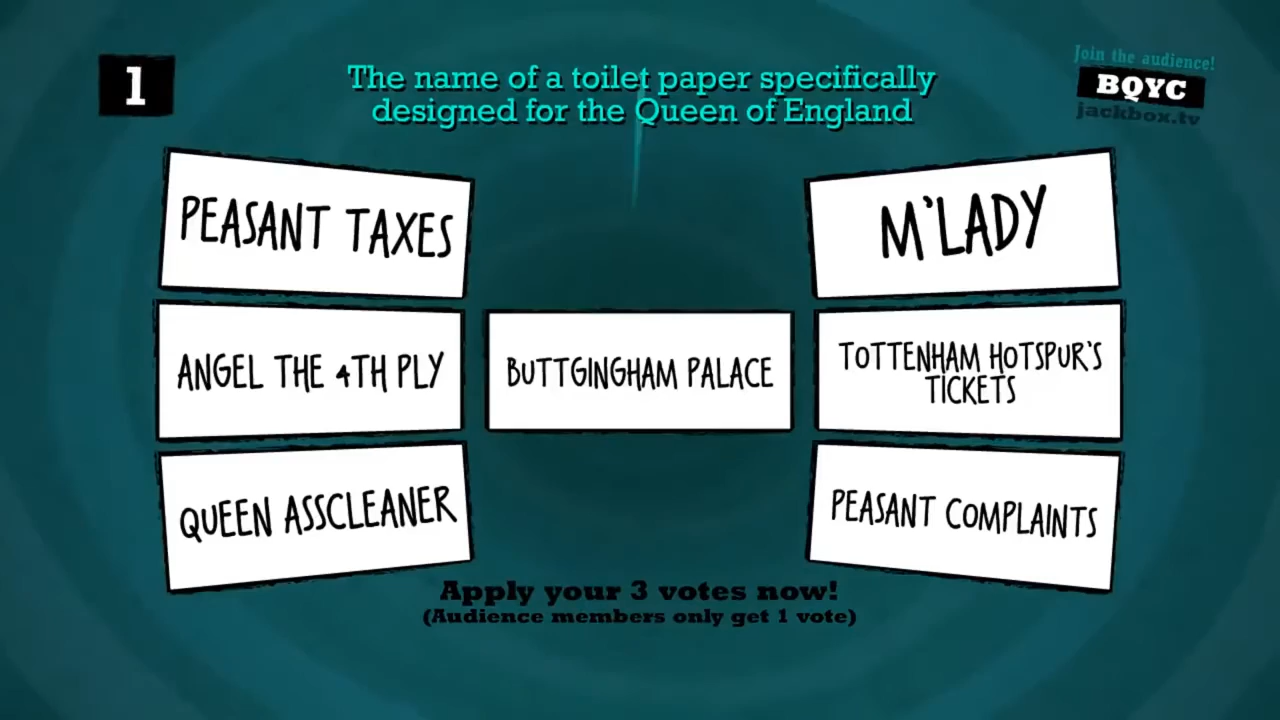 1
The name of a toilet paper specifically
designed for the Queen of England
Join the audience!
BQYC
jackbox.tv
PEASANT TAXES
M'LADY
ANGEL THE 4TH PLY
BUTTGINGHAM PALACE
TOTTENHAM HOTSPUR'S
TICKETS
QUEEN ASSCLEANER
PEASANT COMPLAINTS
Apply your 3 votes now!
(Audience members only get 1 vote)